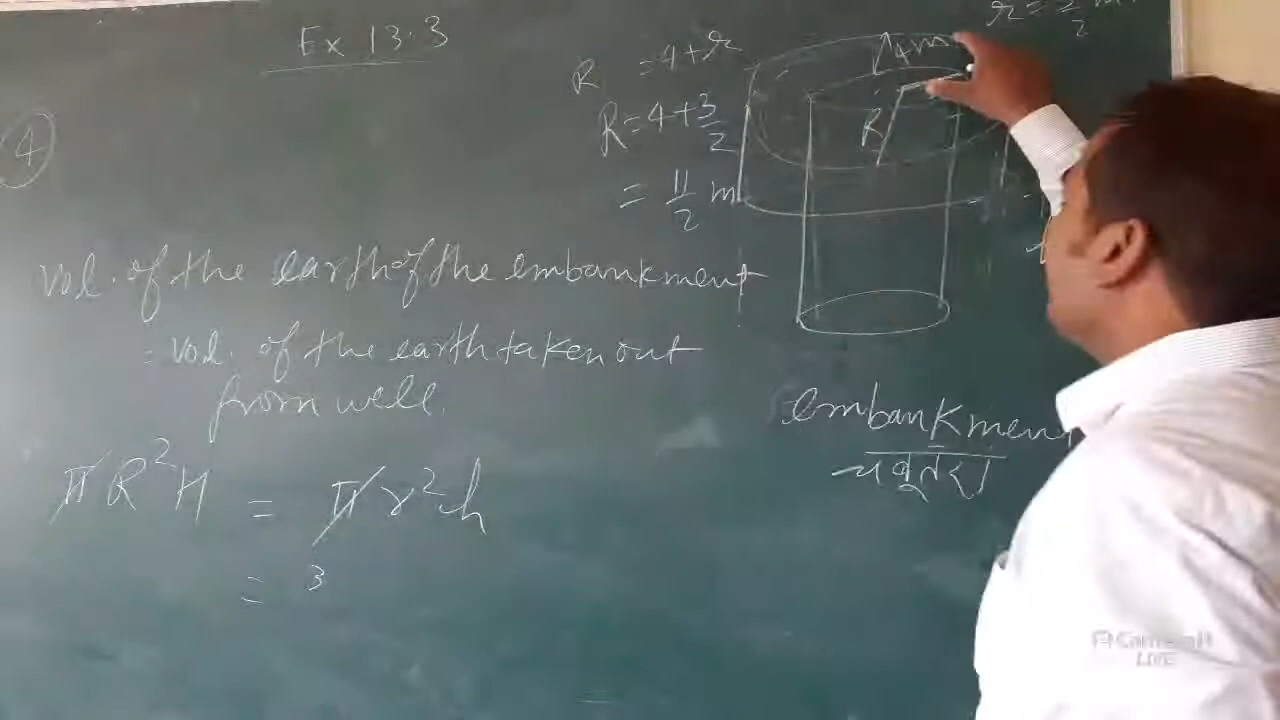 Ex 13.3
r = 3/2 m
4m
R = 4+r
R = 4+3/2
= 11/2 m
R
4
vol. of the earth of the embankment
= vol. of the earth taken out
from well.
πR²H = πr²h
= 3
embankment
चबूतरा
LIVE